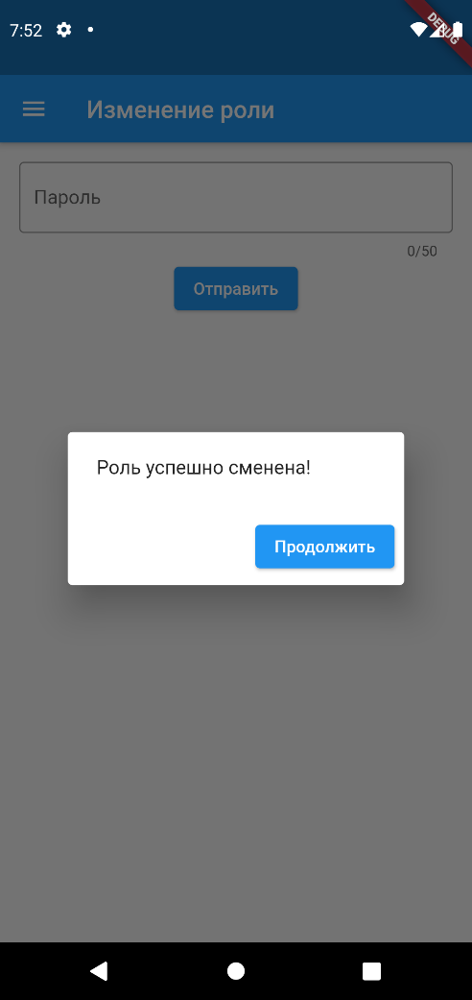 7:52
DEBUG
Изменение роли
Пароль
0/50
Отправить
Роль успешно сменена!
Продолжить